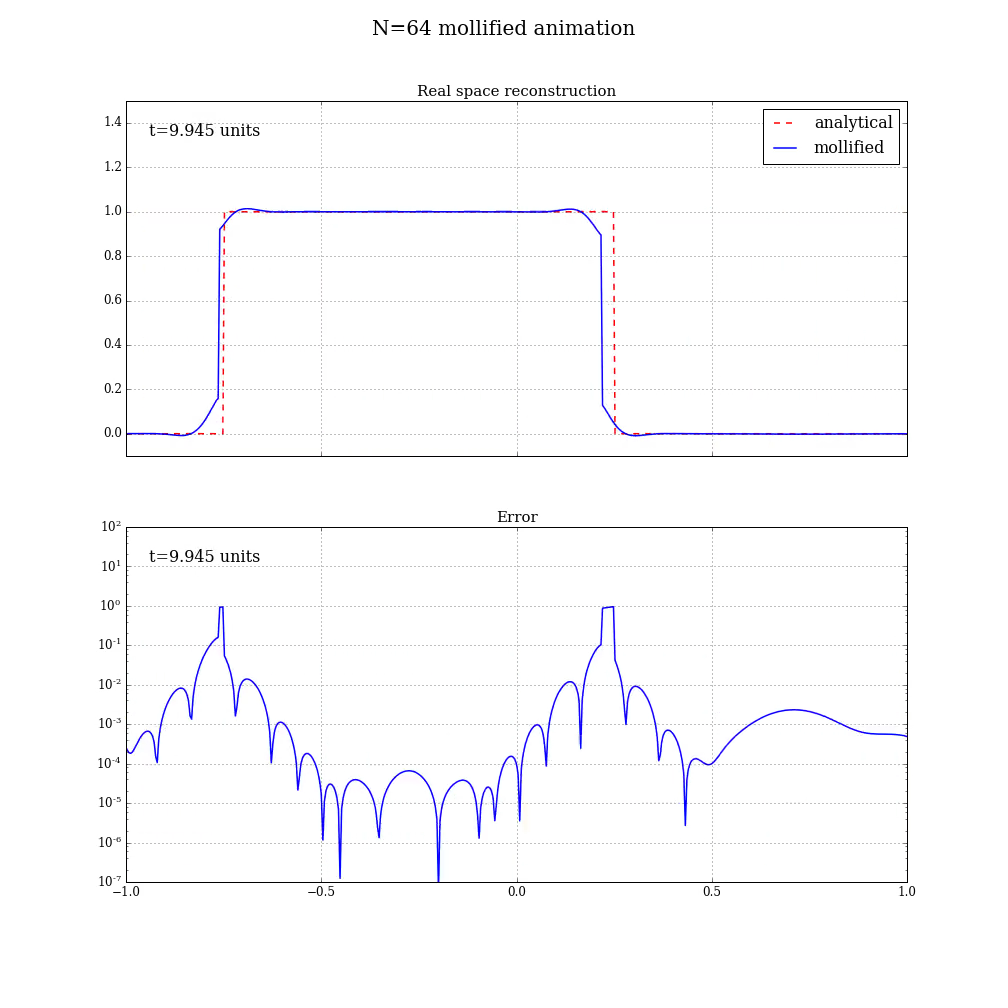 N=64 mollified animation
Real space reconstruction
t=9.945 units
analytical
mollified
1.4
1.2
1.0
0.8
0.6
0.4
0.2
0.0
Error
t=9.945 units
10²
10¹
10⁰
10⁻¹
10⁻²
10⁻³
10⁻⁴
10⁻⁵
10⁻⁶
10⁻⁷
−1.0 −0.5 0.0 0.5 1.0